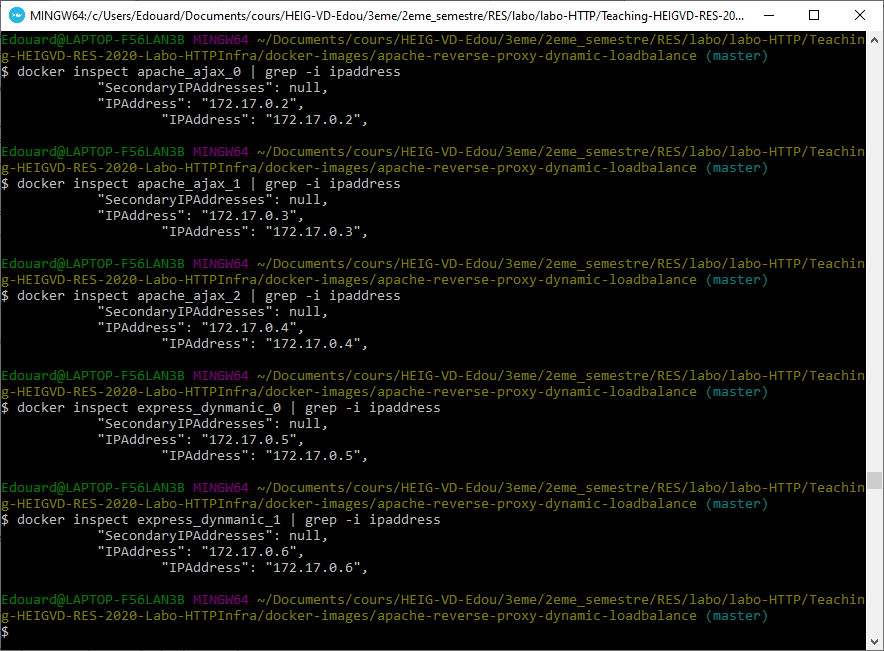 MINGW64:/c/Users/Edouard/Documents/cours/HEIG-VD-Edou/3eme/2eme_semestre/RES/labo/labo-HTTP/Teaching-HEIGVD-RES-20...
Edouard@LAPTOP-F56LAN3B MINGW64 ~/Documents/cours/HEIG-VD-Edou/3eme/2eme_semestre/RES/labo/labo-HTTP/Teachin
g-HEIGVD-RES-2020-Labo-HTTPInfra/docker-images/apache-reverse-proxy-dynamic-loadbalance (master)
$ docker inspect apache_ajax_0 | grep -i ipaddress
            "SecondaryIPAddresses": null,
            "IPAddress": "172.17.0.2",
                    "IPAddress": "172.17.0.2",
Edouard@LAPTOP-F56LAN3B MINGW64 ~/Documents/cours/HEIG-VD-Edou/3eme/2eme_semestre/RES/labo/labo-HTTP/Teachin
g-HEIGVD-RES-2020-Labo-HTTPInfra/docker-images/apache-reverse-proxy-dynamic-loadbalance (master)
$ docker inspect apache_ajax_1 | grep -i ipaddress
            "SecondaryIPAddresses": null,
            "IPAddress": "172.17.0.3",
                    "IPAddress": "172.17.0.3",
Edouard@LAPTOP-F56LAN3B MINGW64 ~/Documents/cours/HEIG-VD-Edou/3eme/2eme_semestre/RES/labo/labo-HTTP/Teachin
g-HEIGVD-RES-2020-Labo-HTTPInfra/docker-images/apache-reverse-proxy-dynamic-loadbalance (master)
$ docker inspect apache_ajax_2 | grep -i ipaddress
            "SecondaryIPAddresses": null,
            "IPAddress": "172.17.0.4",
                    "IPAddress": "172.17.0.4",
Edouard@LAPTOP-F56LAN3B MINGW64 ~/Documents/cours/HEIG-VD-Edou/3eme/2eme_semestre/RES/labo/labo-HTTP/Teachin
g-HEIGVD-RES-2020-Labo-HTTPInfra/docker-images/apache-reverse-proxy-dynamic-loadbalance (master)
$ docker inspect express_dynmanic_0 | grep -i ipaddress
            "SecondaryIPAddresses": null,
            "IPAddress": "172.17.0.5",
                    "IPAddress": "172.17.0.5",
Edouard@LAPTOP-F56LAN3B MINGW64 ~/Documents/cours/HEIG-VD-Edou/3eme/2eme_semestre/RES/labo/labo-HTTP/Teachin
g-HEIGVD-RES-2020-Labo-HTTPInfra/docker-images/apache-reverse-proxy-dynamic-loadbalance (master)
$ docker inspect express_dynmanic_1 | grep -i ipaddress
            "SecondaryIPAddresses": null,
            "IPAddress": "172.17.0.6",
                    "IPAddress": "172.17.0.6",
Edouard@LAPTOP-F56LAN3B MINGW64 ~/Documents/cours/HEIG-VD-Edou/3eme/2eme_semestre/RES/labo/labo-HTTP/Teachin
g-HEIGVD-RES-2020-Labo-HTTPInfra/docker-images/apache-reverse-proxy-dynamic-loadbalance (master)
$